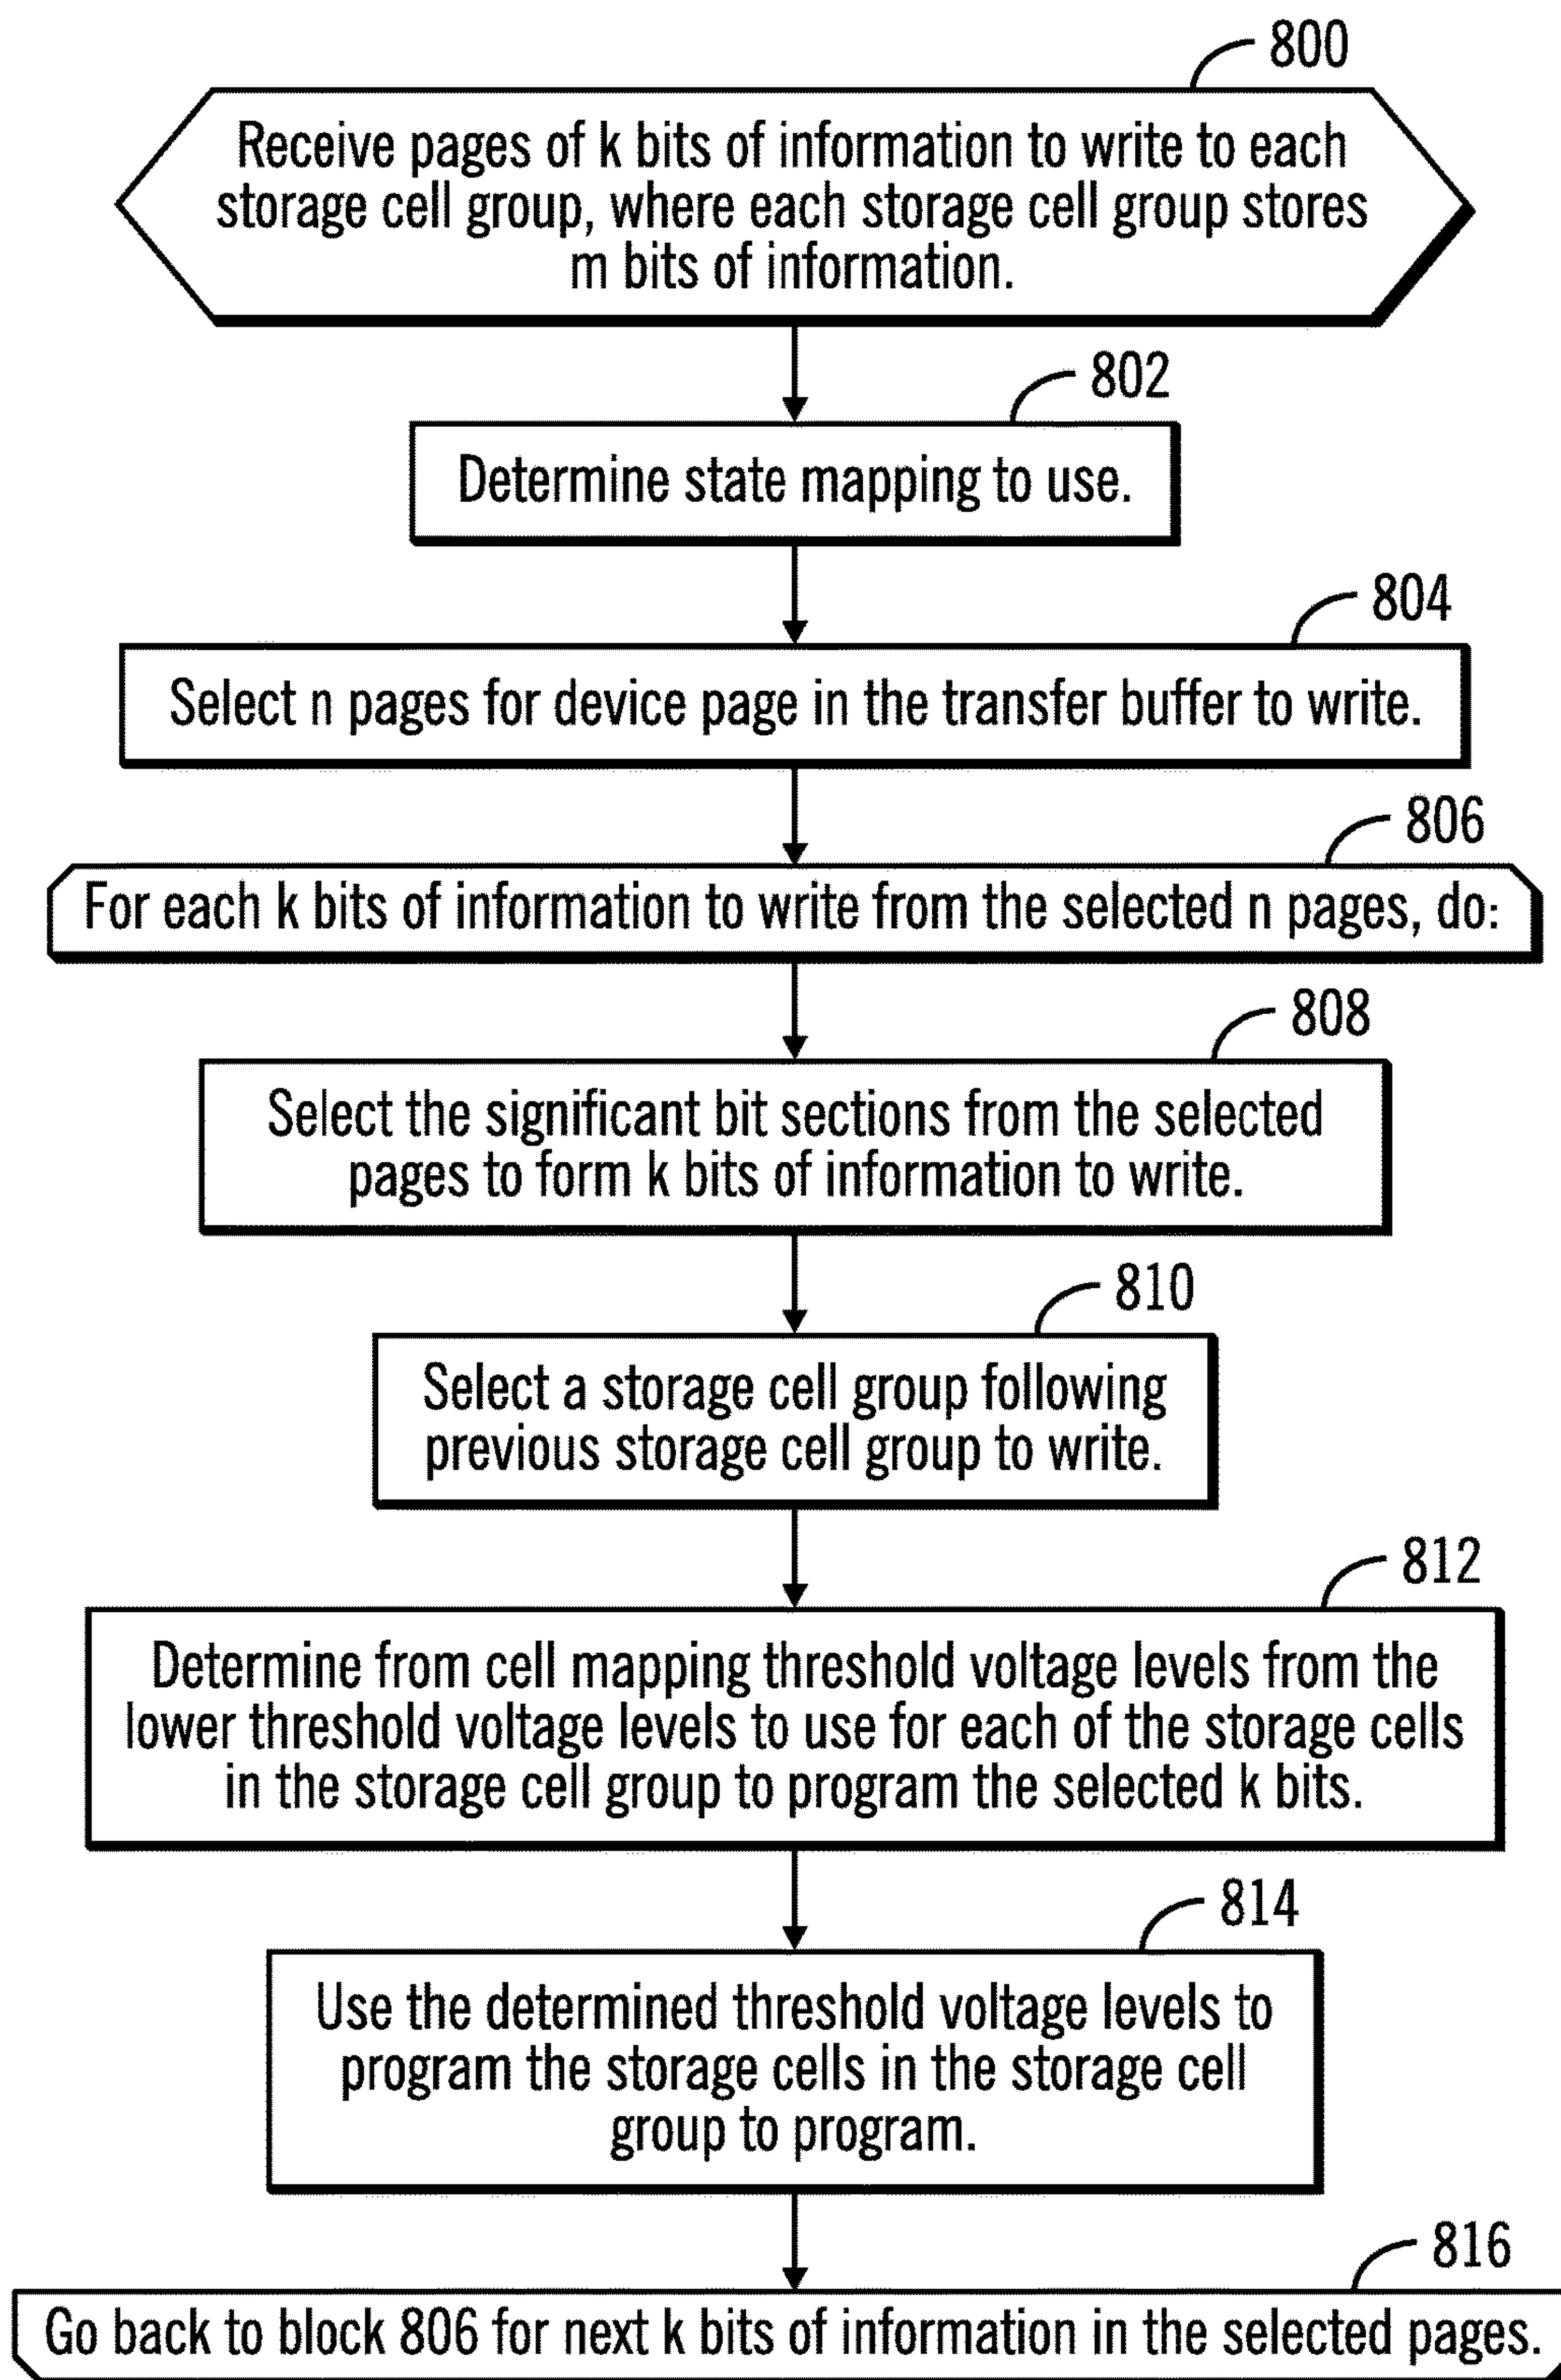 800
Receive pages of k bits of information to write to each
storage cell group, where each storage cell group stores
m bits of information.
802
Determine state mapping to use.
804
Select n pages for device page in the transfer buffer to write.
806
For each k bits of information to write from the selected n pages, do:
808
Select the significant bit sections from the selected
pages to form k bits of information to write.
810
Select a storage cell group following
previous storage cell group to write.
812
Determine from cell mapping threshold voltage levels from the
lower threshold voltage levels to use for each of the storage cells
in the storage cell group to program the selected k bits.
814
Use the determined threshold voltage levels to
program the storage cells in the storage cell
group to program.
816
Go back to block 806 for next k bits of information in the selected pages.